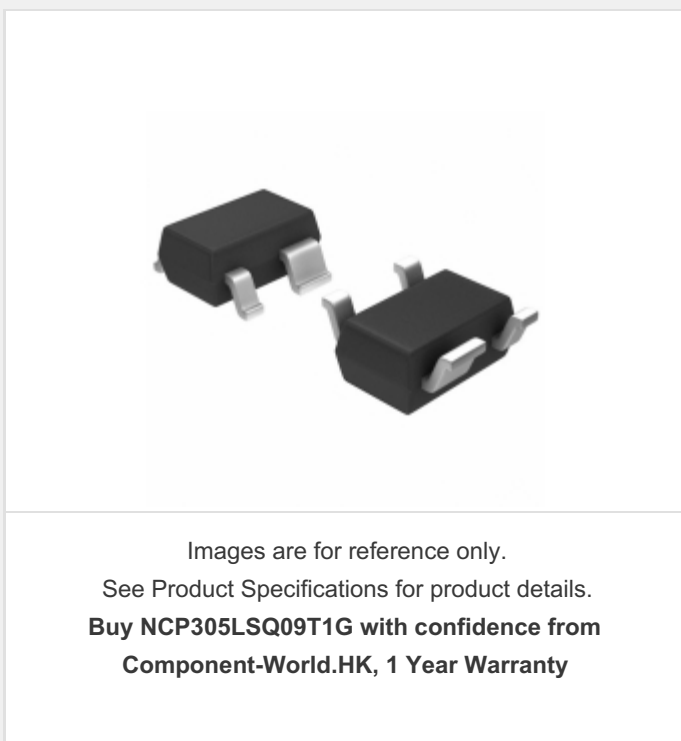 Images are for reference only.
See Product Specifications for product details.
Buy NCP305LSQ09T1G with confidence from
Component-World.HK, 1 Year Warranty